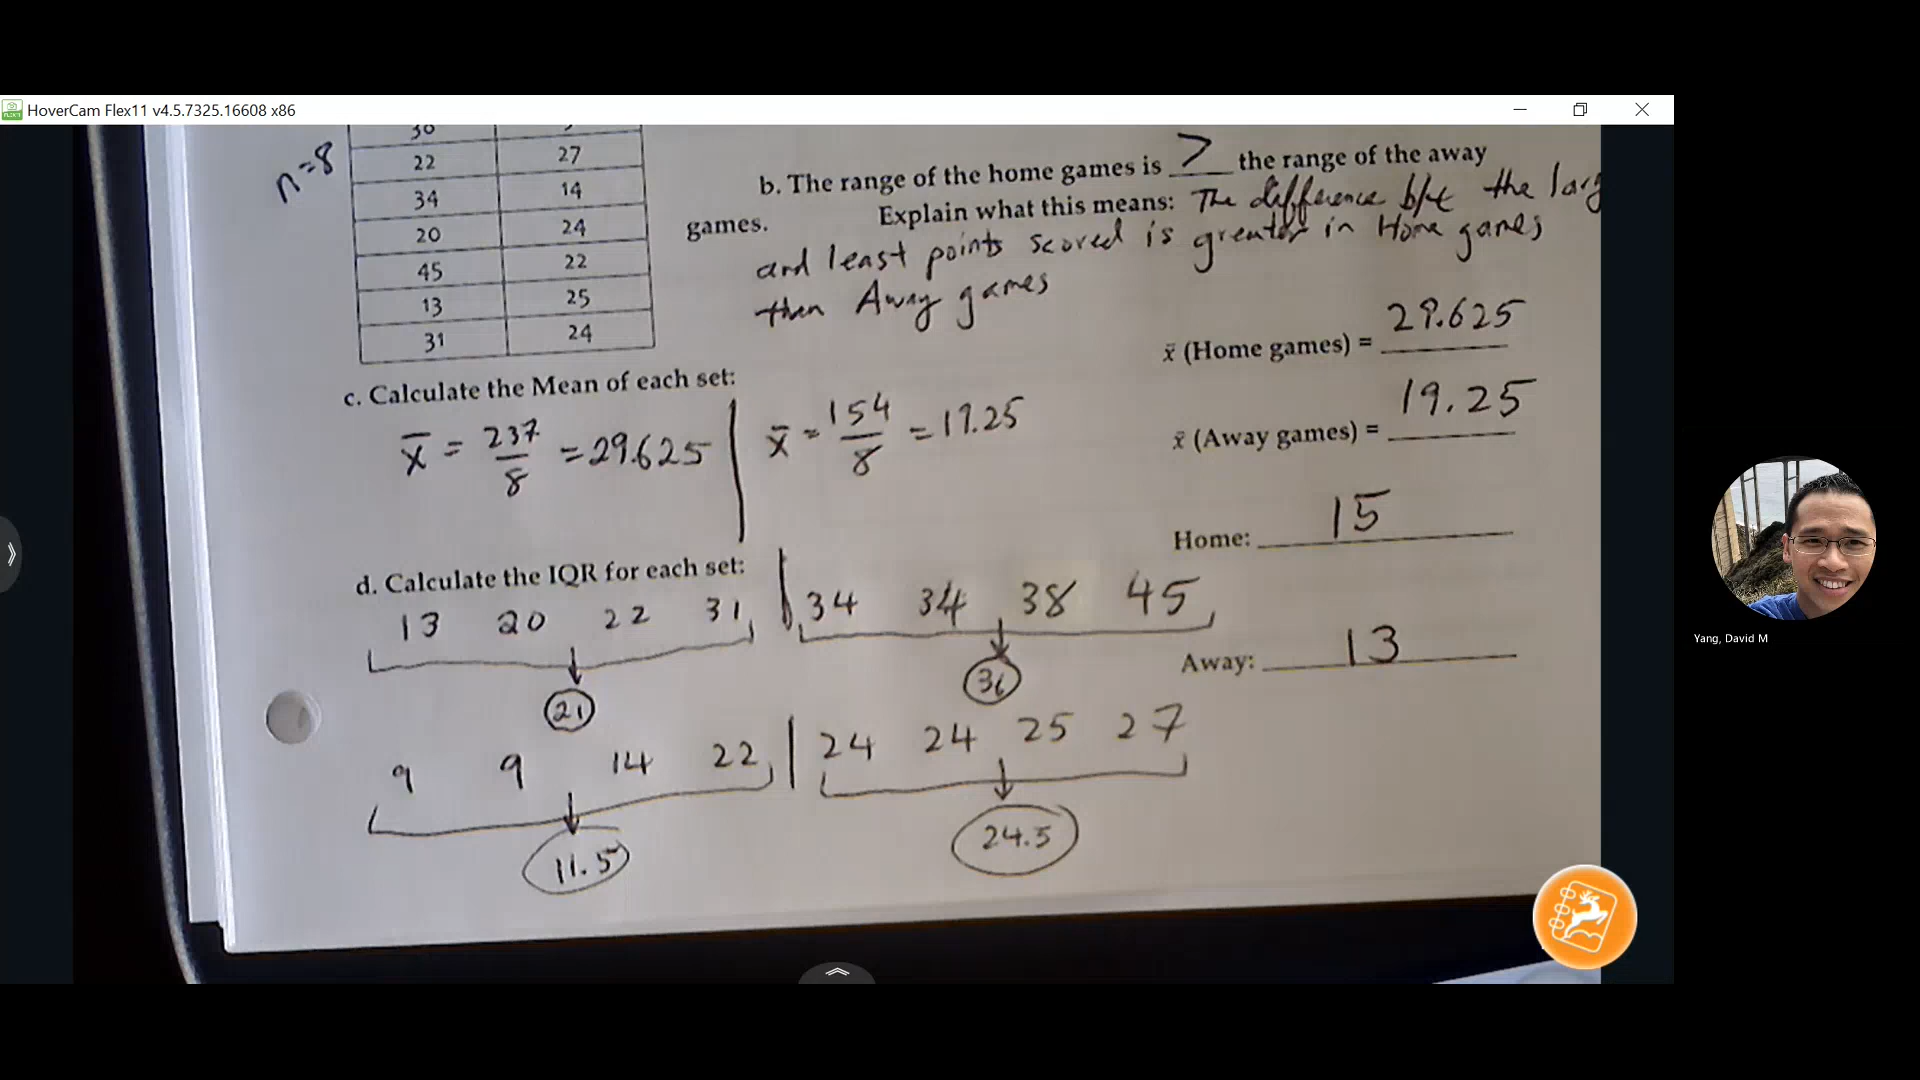 HoverCam Flex11 v4.5.7325.16608 x86
n=8
30
22 27
34 14
20 24
45 22
13 25
31 24
b. The range of the home games is > the range of the away
games. Explain what this means: The difference b/t the larg
and least points scored is greater in Home games
then Away games
x̄ (Home games) = 29.625
x̄ (Away games) = 19.25
c. Calculate the Mean of each set:
x̄ = 237/8 = 29.625 | x̄ = 154/8 = 19.25
Home: 15
Away: 13
d. Calculate the IQR for each set:
13 20 22 31 | 34 34 38 45
21 36
9 9 14 22 | 24 24 25 27
11.5 24.5
Yang, David M